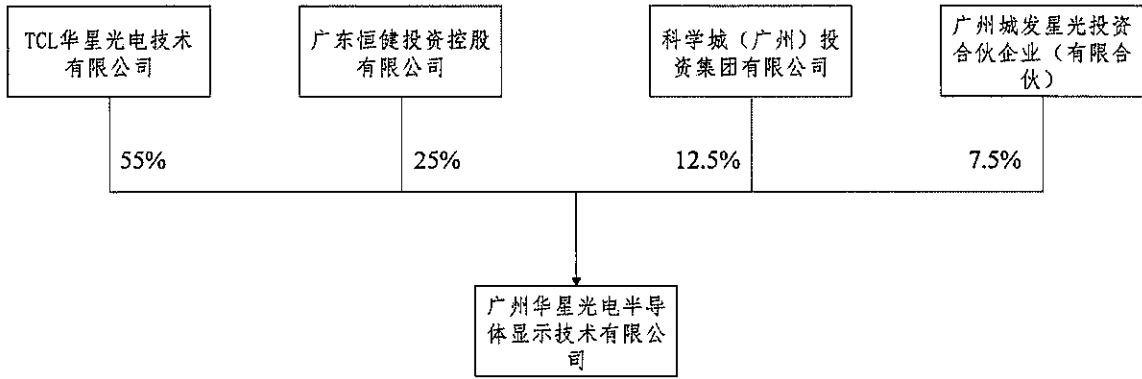 TCL华星光电技术
有限公司
广东恒健投资控股
有限公司
科学城（广州）投
资集团有限公司
广州城发星光投资
合伙企业（有限合
伙）
55%
25%
12.5%
7.5%
广州华星光电半导
体显示技术有限公
司